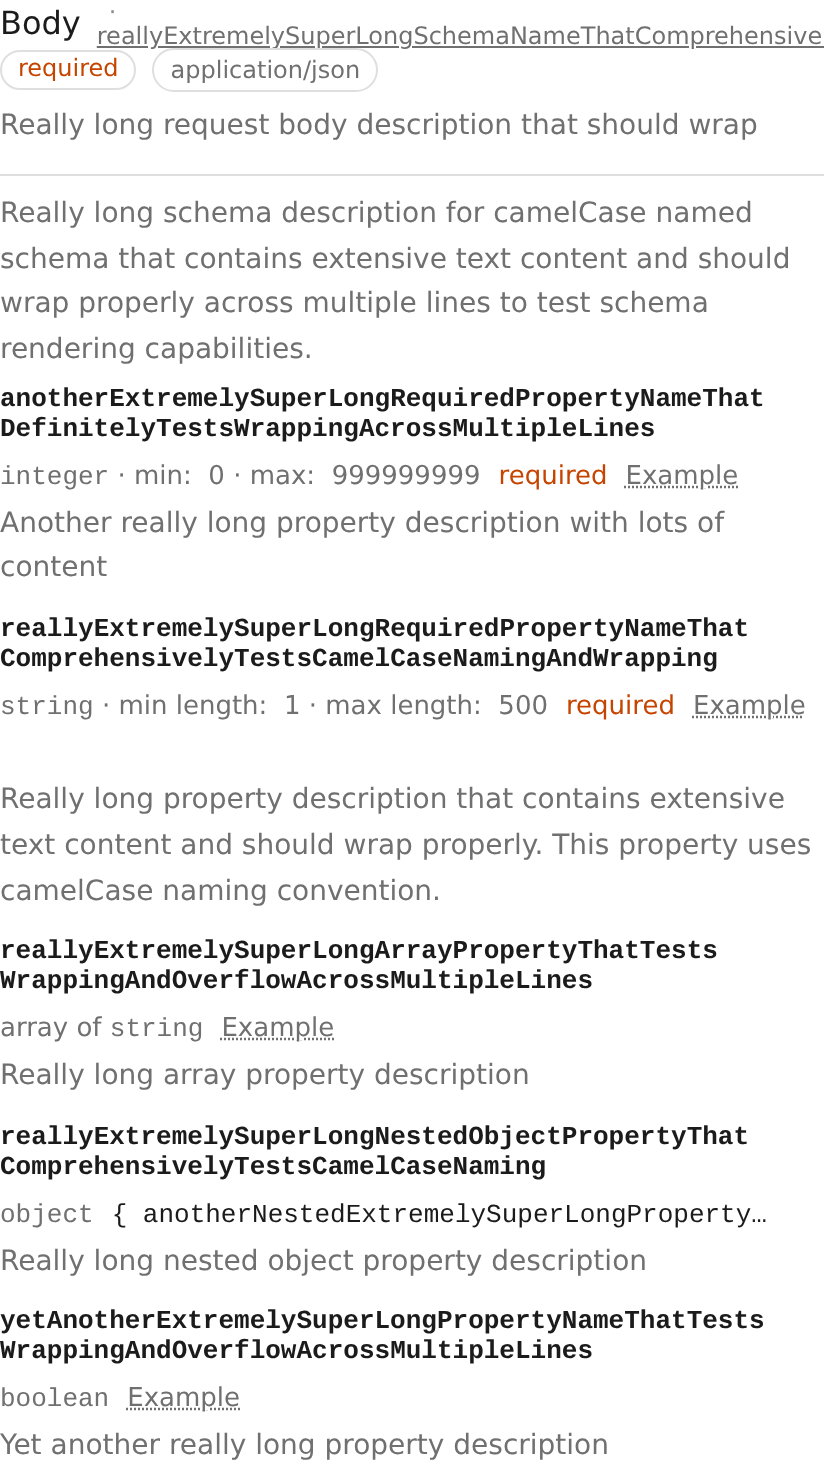 Body · reallyExtremelySuperLongSchemaNameThatComprehensive
required application/json
Really long request body description that should wrap
Really long schema description for camelCase named
schema that contains extensive text content and should
wrap properly across multiple lines to test schema
rendering capabilities.
anotherExtremelySuperLongRequiredPropertyNameThat
DefinitelyTestsWrappingAcrossMultipleLines
integer · min: 0 · max: 999999999 required Example
Another really long property description with lots of
content
reallyExtremelySuperLongRequiredPropertyNameThat
ComprehensivelyTestsCamelCaseNamingAndWrapping
string · min length: 1 · max length: 500 required Example
Really long property description that contains extensive
text content and should wrap properly. This property uses
camelCase naming convention.
reallyExtremelySuperLongArrayPropertyThatTests
WrappingAndOverflowAcrossMultipleLines
array of string Example
Really long array property description
reallyExtremelySuperLongNestedObjectPropertyThat
ComprehensivelyTestsCamelCaseNaming
object { anotherNestedExtremelySuperLongProperty…
Really long nested object property description
yetAnotherExtremelySuperLongPropertyNameThatTests
WrappingAndOverflowAcrossMultipleLines
boolean Example
Yet another really long property description